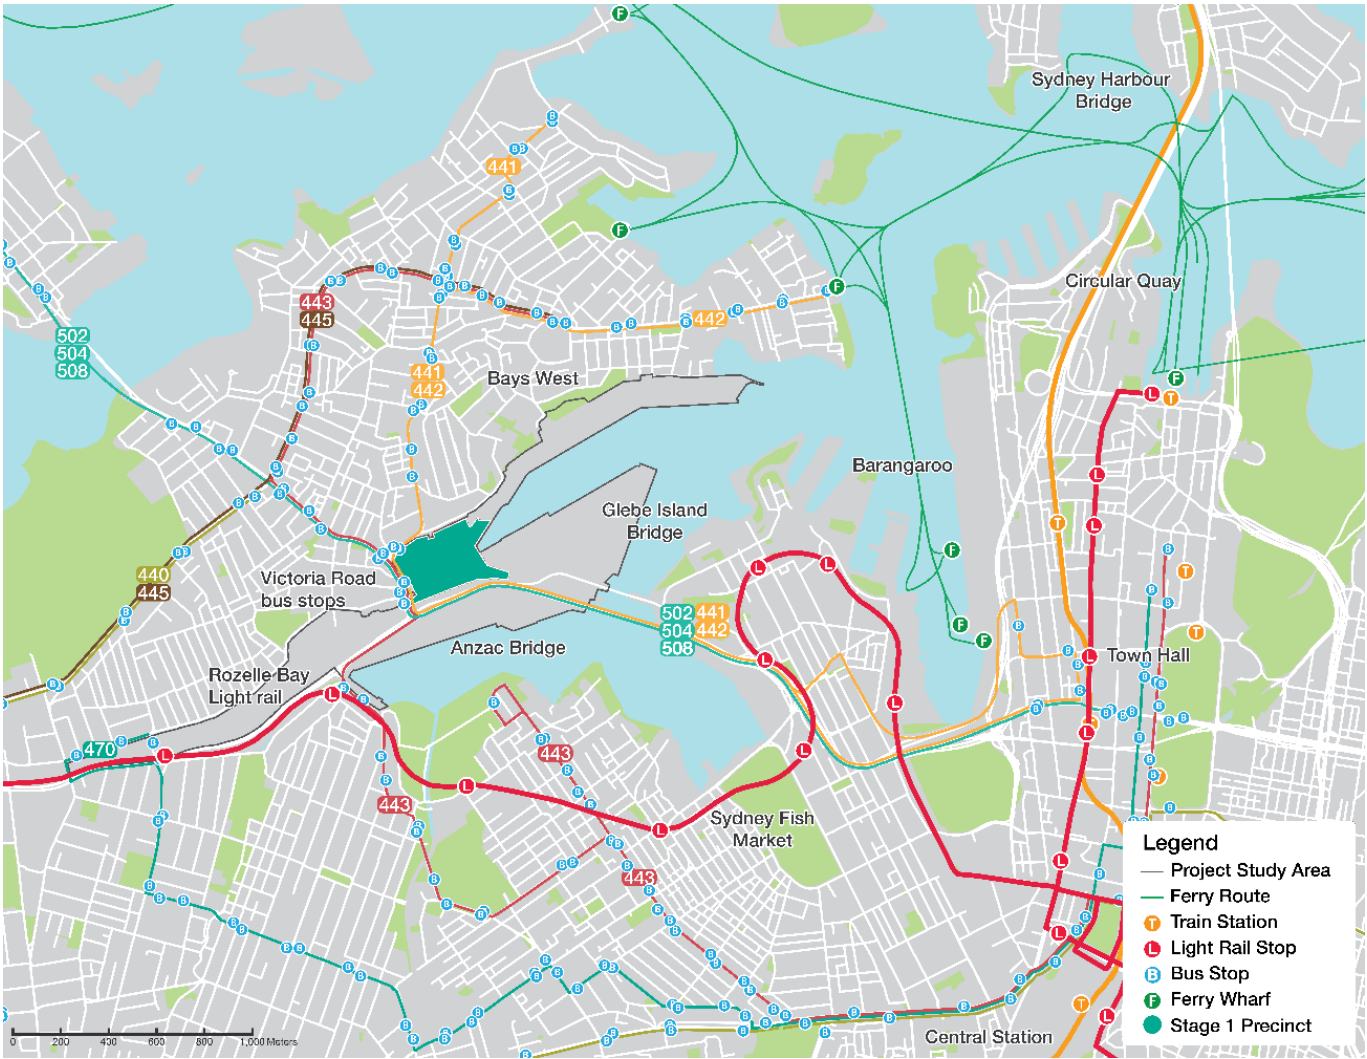 Sydney Harbour
Bridge
441
Circular Quay
443
445
442
502
504
508
441
442
Bays West
Barangaroo
Glebe Island
Bridge
440
445
Victoria Road
bus stops
502 441
504 442
508
Anzac Bridge
Town Hall
Rozelle Bay
Light rail
470
443
443
Sydney Fish
Market
443
Central Station
Legend
Project Study Area
Ferry Route
T Train Station
L Light Rail Stop
B Bus Stop
F Ferry Wharf
Stage 1 Precinct
0 200 400 600 800 1,000 Meters